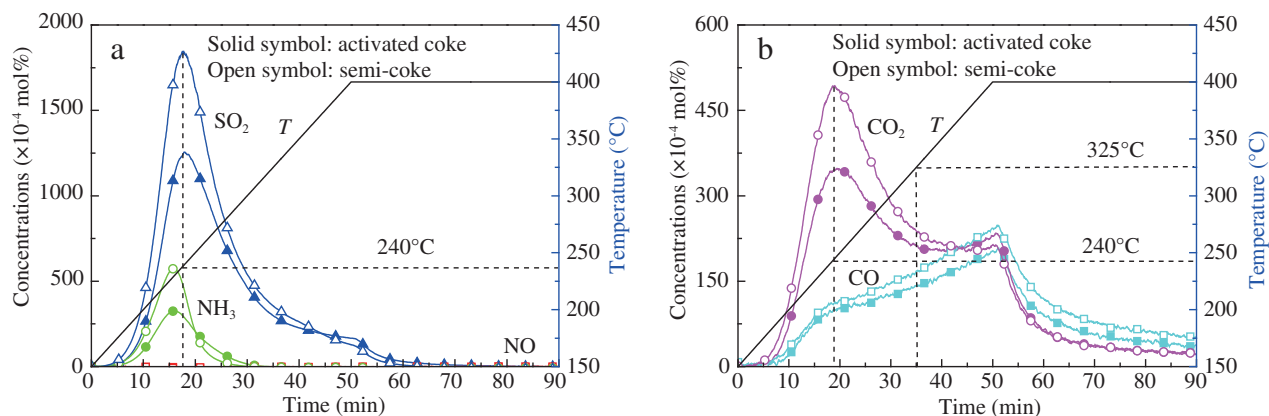 a
Solid symbol: activated coke
Open symbol: semi-coke
SO2
T
240°C
NH3
NO
Concentrations (×10-4 mol%)
0
500
1000
1500
2000
Temperature (°C)
150
200
250
300
350
400
450
0 10 20 30 40 50 60 70 80 90
Time (min)
b
Solid symbol: activated coke
Open symbol: semi-coke
CO2
T
325°C
240°C
CO
Concentrations (×10-4 mol%)
0
150
300
450
600
Temperature (°C)
150
200
250
300
350
400
450
0 10 20 30 40 50 60 70 80 90
Time (min)